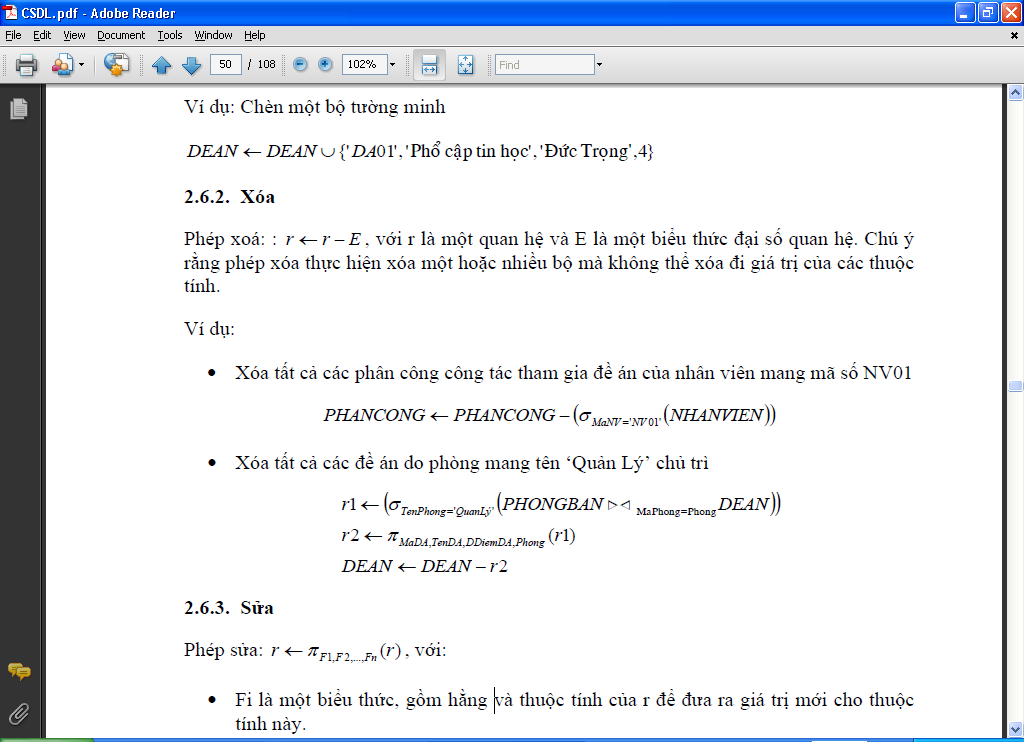 CSDL.pdf - Adobe Reader
File Edit View Document Tools Window Help
50 / 108 102% Find
Ví dụ: Chèn một bộ tường minh
DEAN ← DEAN ∪ {'DA01', 'Phổ cập tin học', 'Đức Trọng',4}
2.6.2. Xóa
Phép xoá: : r ← r − E , với r là một quan hệ và E là một biểu thức đại số quan hệ. Chú ý
rằng phép xóa thực hiện xóa một hoặc nhiều bộ mà không thể xóa đi giá trị của các thuộc
tính.
Ví dụ:
• Xóa tất cả các phân công công tác tham gia đề án của nhân viên mang mã số NV01
PHANCONG ← PHANCONG − (σ MaNV='NV01' (NHANVIEN))
• Xóa tất cả các đề án do phòng mang tên ‘Quản Lý’ chủ trì
r1 ← (σ TenPhong='QuanLý' (PHONGBAN ▷◁ MaPhong=Phong DEAN))
r2 ← π MaDA,TenDA,DDiemDA,Phong (r1)
DEAN ← DEAN − r2
2.6.3. Sửa
Phép sửa: r ← π F1,F2,...,Fn (r) , với:
• Fi là một biểu thức, gồm hằng và thuộc tính của r để đưa ra giá trị mới cho thuộc
tính này.